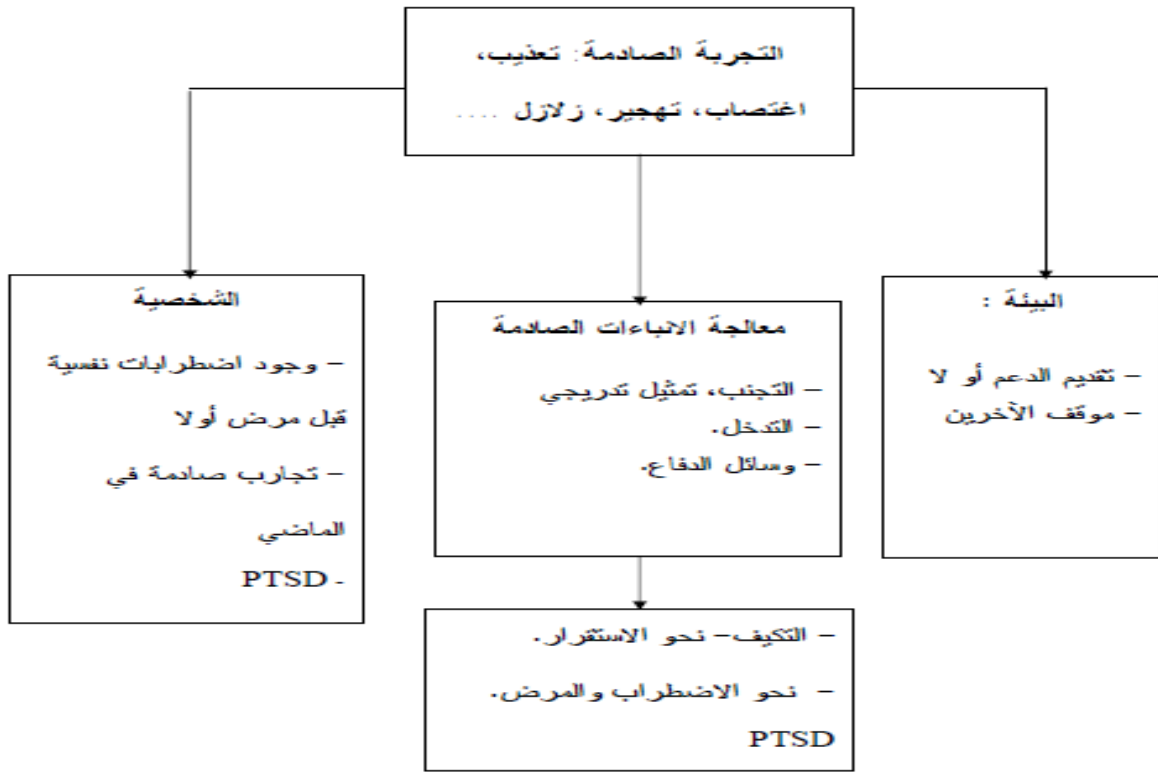 التجربة الصادمة: تعذيب،
اغتصاب، تهجير، زلازل ....
البيئة :
– تقديم الدعم أو لا
– موقف الآخرين
معالجة الانباءات الصادمة
– التجنب، تمثيل تدريجي
– التدخل.
– وسائل الدفاع.
الشخصية
– وجود اضطرابات نفسية
قبل مرض أولا
– تجارب صادمة في
الماضي
- PTSD
– التكيف– نحو الاستقرار.
– نحو الاضطراب والمرض.
PTSD